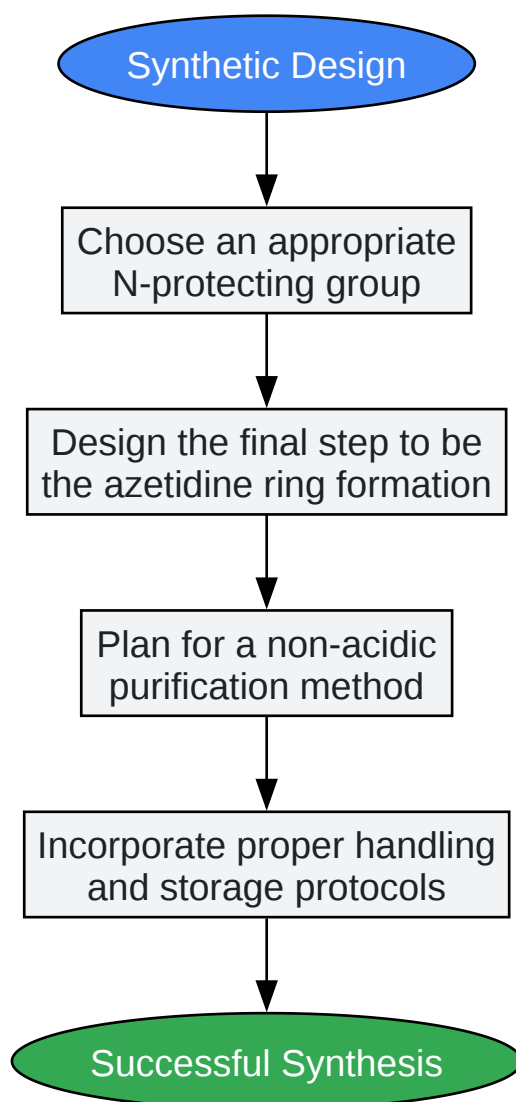 Synthetic Design
Choose an appropriate
N-protecting group
Design the final step to be
the azetidine ring formation
Plan for a non-acidic
purification method
Incorporate proper handling
and storage protocols
Successful Synthesis